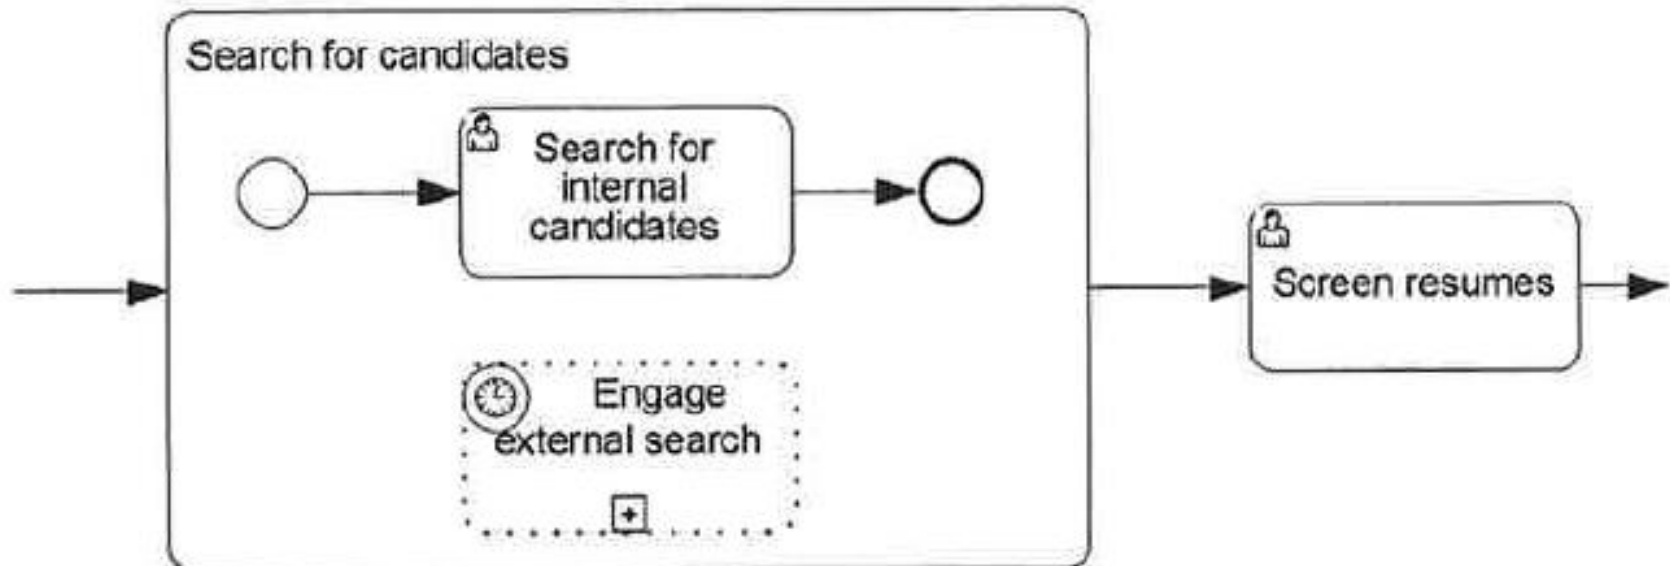 Search for candidates
Search for
internal
candidates
Screen resumes
Engage
external search